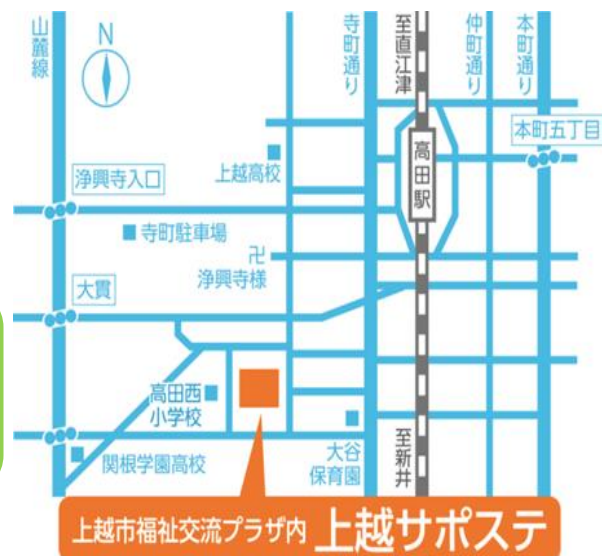 山麓線
N
寺町通り
至直江津
仲町通り
本町通り
本町五丁目
高田駅
上越高校
浄興寺入口
寺町駐車場
卍
浄興寺様
大貫
高田西
小学校
関根学園高校
大谷
保育園
至新井
上越市福祉交流プラザ内 上越サポステ